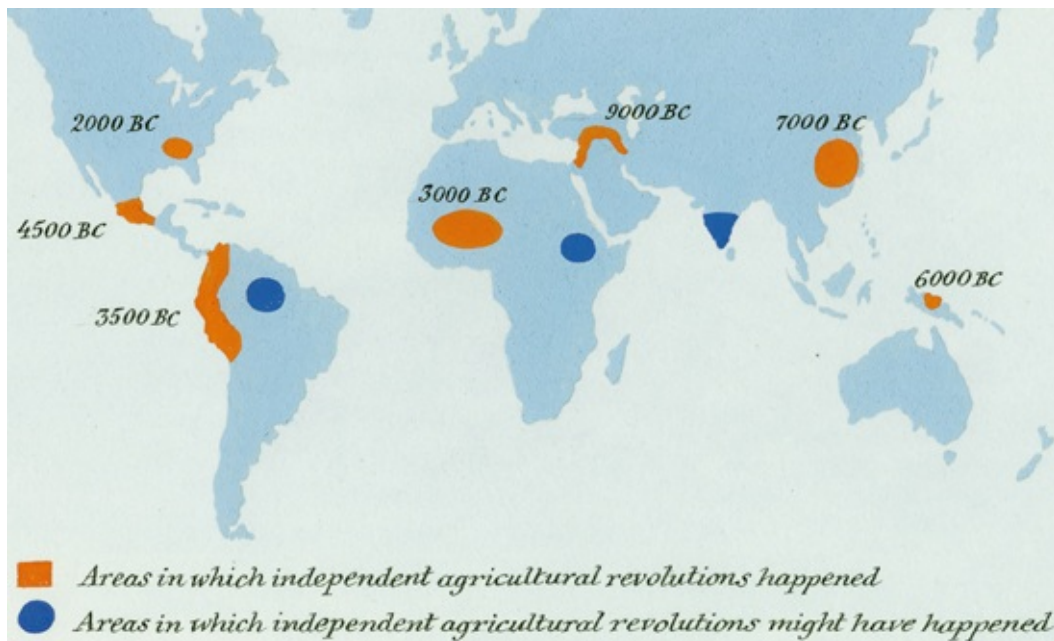 2000 BC
9000 BC
7000 BC
3000 BC
4500 BC
6000 BC
3500 BC
Areas in which independent agricultural revolutions happened
Areas in which independent agricultural revolutions might have happened